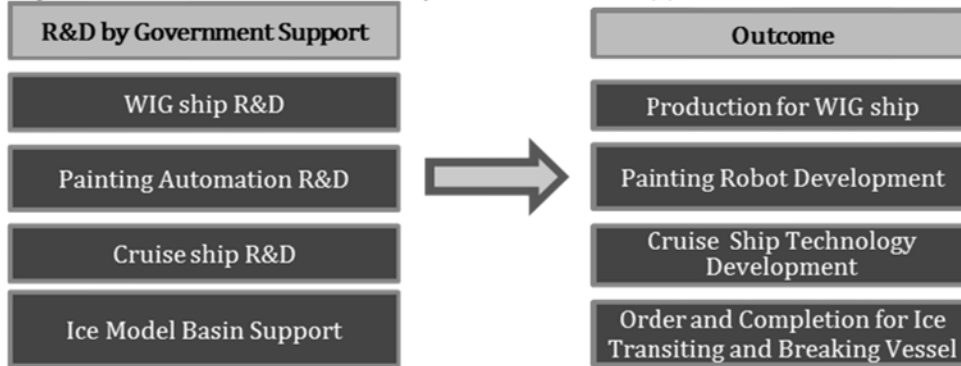 R&D by Government Support
WIG ship R&D
Painting Automation R&D
Cruise ship R&D
Ice Model Basin Support
Outcome
Production for WIG ship
Painting Robot Development
Cruise Ship Technology
Development
Order and Completion for Ice
Transiting and Breaking Vessel